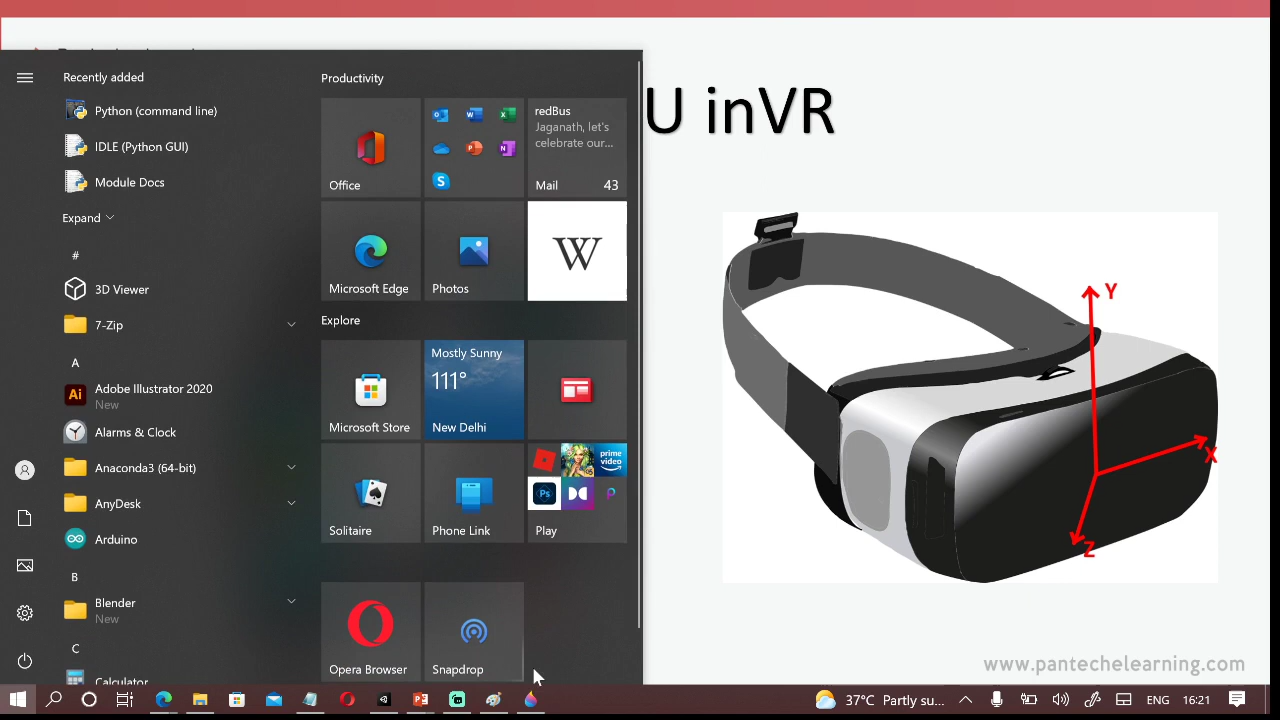 Recently added
Python (command line)
IDLE (Python GUI)
Module Docs
Expand
#
3D Viewer
7-Zip
A
Adobe Illustrator 2020
New
Alarms & Clock
Anaconda3 (64-bit)
AnyDesk
Arduino
B
Blender
New
C
Calculator
Productivity
Office
redBus
Jaganath, let's
celebrate our...
Mail 43
Microsoft Edge
Photos
W
Explore
Microsoft Store
Mostly Sunny
111°
New Delhi
Solitaire
Phone Link
prime video
Ps
Play
Opera Browser
Snapdrop
U inVR
Y
X
Z
www.pantechelearning.com
37°C Partly su...
ENG
16:21